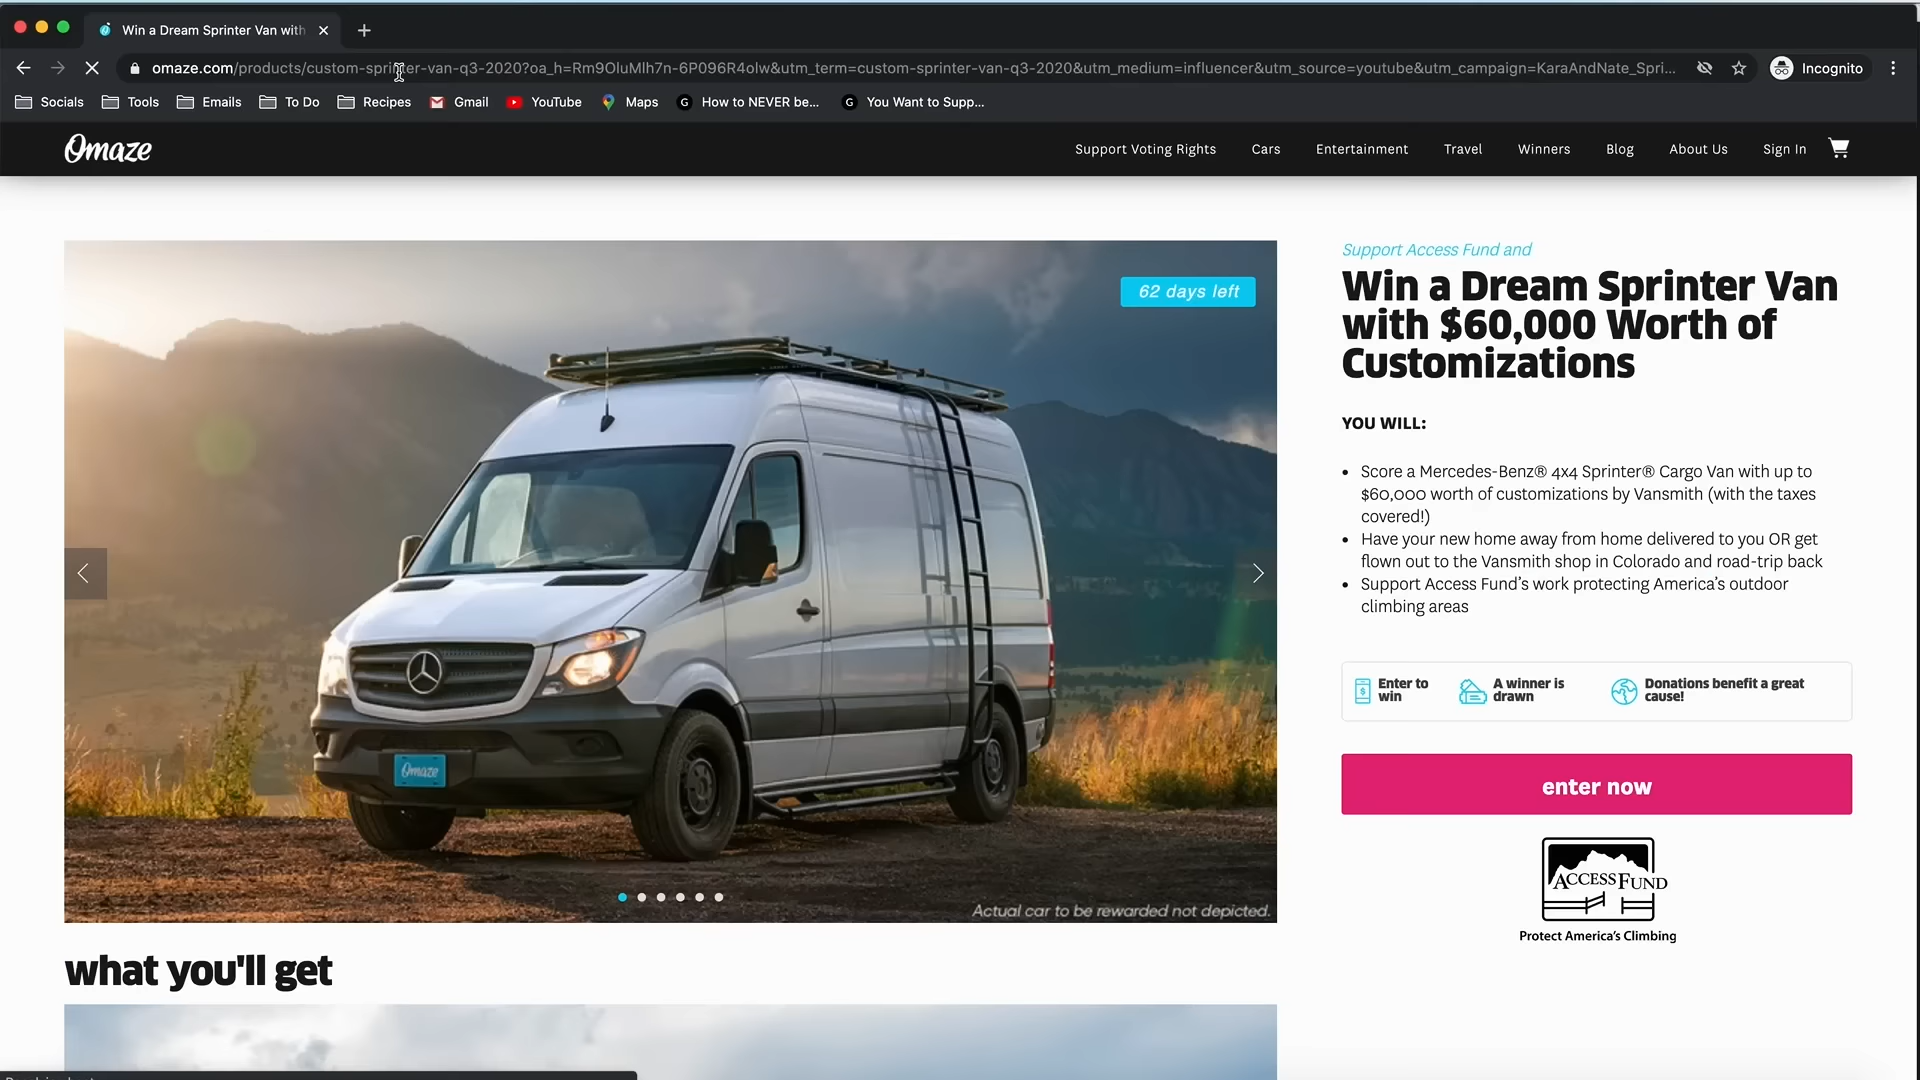 Win a Dream Sprinter Van with
omaze.com/products/custom-sprinter-van-q3-2020?oa_h=Rm9OluMlh7n-6P096R4olw&utm_term=custom-sprinter-van-q3-2020&utm_medium=influencer&utm_source=youtube&utm_campaign=KaraAndNate_Spri...
Incognito
Socials Tools Emails To Do Recipes Gmail YouTube Maps How to NEVER be... You Want to Supp...
Omaze
Support Voting Rights Cars Entertainment Travel Winners Blog About Us Sign In
62 days left
Omaze
Actual car to be rewarded not depicted.
Support Access Fund and
Win a Dream Sprinter Van
with $60,000 Worth of
Customizations
YOU WILL:
• Score a Mercedes-Benz® 4x4 Sprinter® Cargo Van with up to
$60,000 worth of customizations by Vansmith (with the taxes
covered!)
• Have your new home away from home delivered to you OR get
flown out to the Vansmith shop in Colorado and road-trip back
• Support Access Fund's work protecting America's outdoor
climbing areas
Enter to
win
A winner is
drawn
Donations benefit a great
cause!
enter now
ACCESS FUND
Protect America's Climbing
what you'll get